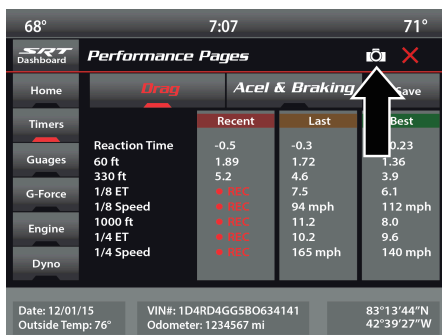 68° 7:07 71°
SRT Performance Pages
Dashboard
Home Drag Acel & Braking Save
Timers Recent Last Best
Reaction Time -0.5 -0.3 0.23
60 ft 1.89 1.72 1.36
Guages 330 ft 5.2 4.6 3.9
1/8 ET REC 7.5 6.1
G-Force 1/8 Speed REC 94 mph 112 mph
1000 ft REC 11.2 8.0
Engine 1/4 ET REC 10.2 9.6
1/4 Speed REC 165 mph 140 mph
Dyno
Date: 12/01/15 VIN#: 1D4RD4GG5BO634141 83°13’44”N
Outside Temp: 76° Odometer: 1234567 mi 42°39’27”W